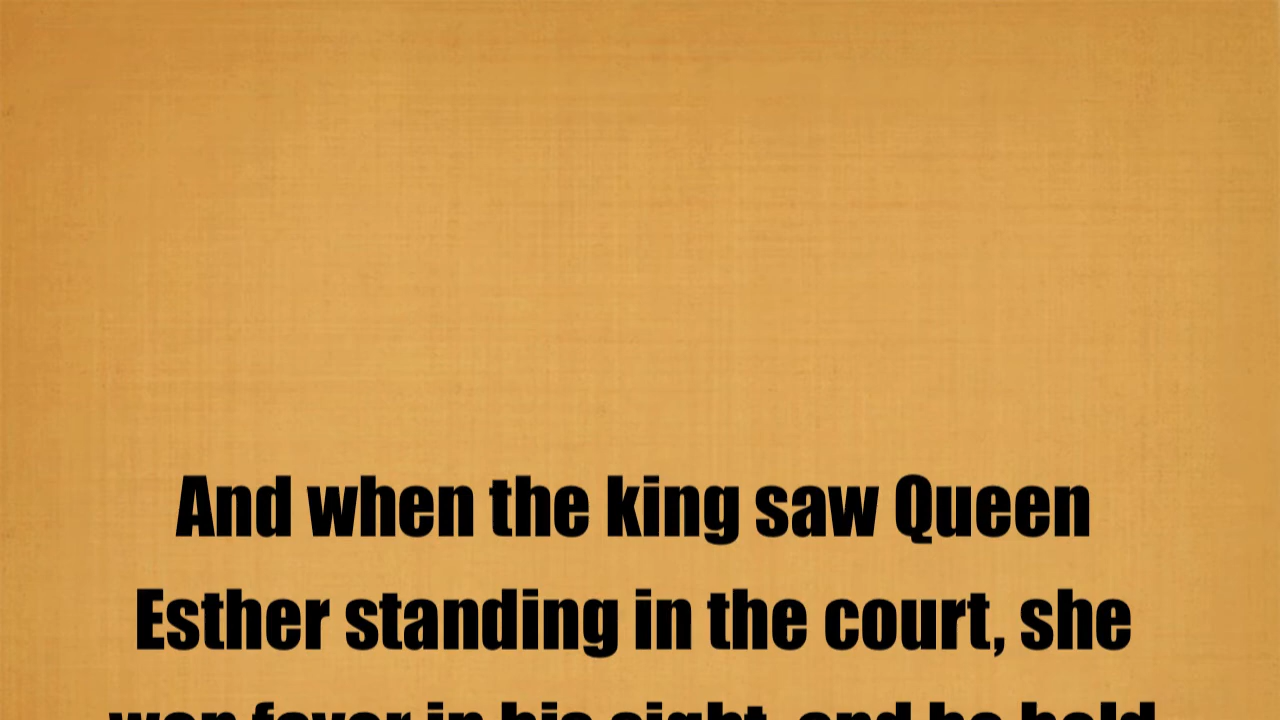 And when the king saw Queen
Esther standing in the court, she
won favor in his sight, and he held